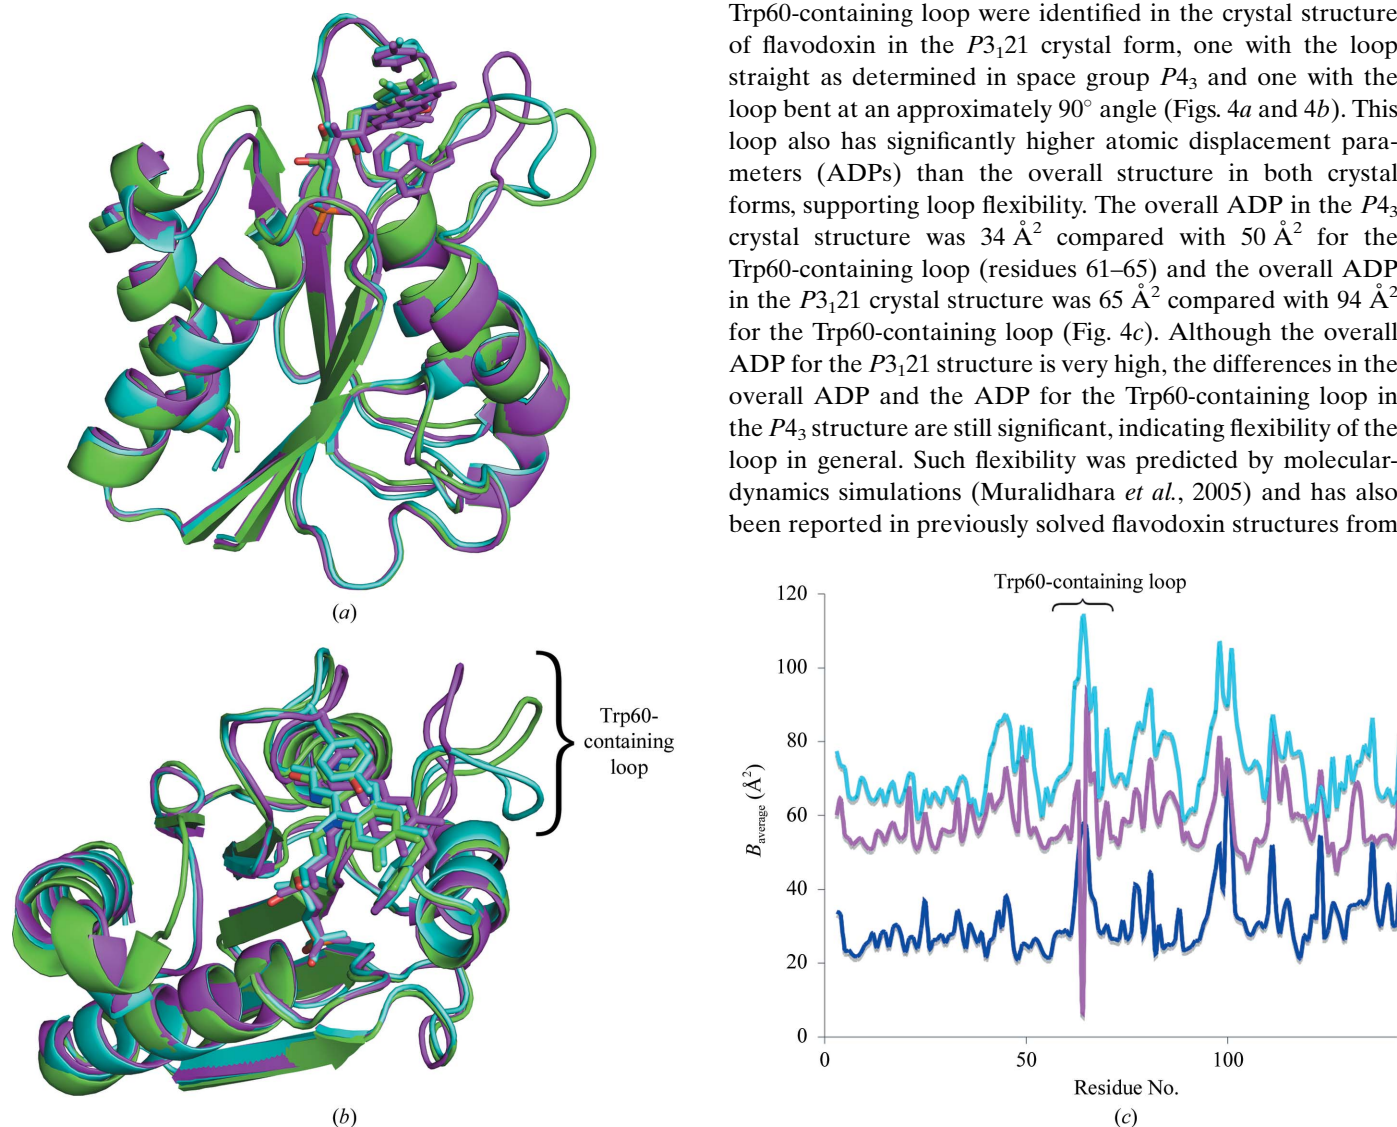 Trp60-containing loop were identified in the crystal structure
of flavodoxin in the P3₁21 crystal form, one with the loop
straight as determined in space group P4₃ and one with the
loop bent at an approximately 90° angle (Figs. 4a and 4b). This
loop also has significantly higher atomic displacement para-
meters (ADPs) than the overall structure in both crystal
forms, supporting loop flexibility. The overall ADP in the P4₃
crystal structure was 34 Å² compared with 50 Å² for the
Trp60-containing loop (residues 61–65) and the overall ADP
in the P3₁21 crystal structure was 65 Å² compared with 94 Å²
for the Trp60-containing loop (Fig. 4c). Although the overall
ADP for the P3₁21 structure is very high, the differences in the
overall ADP and the ADP for the Trp60-containing loop in
the P4₃ structure are still significant, indicating flexibility of the
loop in general. Such flexibility was predicted by molecular-
dynamics simulations (Muralidhara et al., 2005) and has also
been reported in previously solved flavodoxin structures from
(a)
Trp60-
containing
loop
(b)
Trp60-containing loop
120
100
80
60
40
20
0
B average (Å²)
0
50
100
Residue No.
(c)